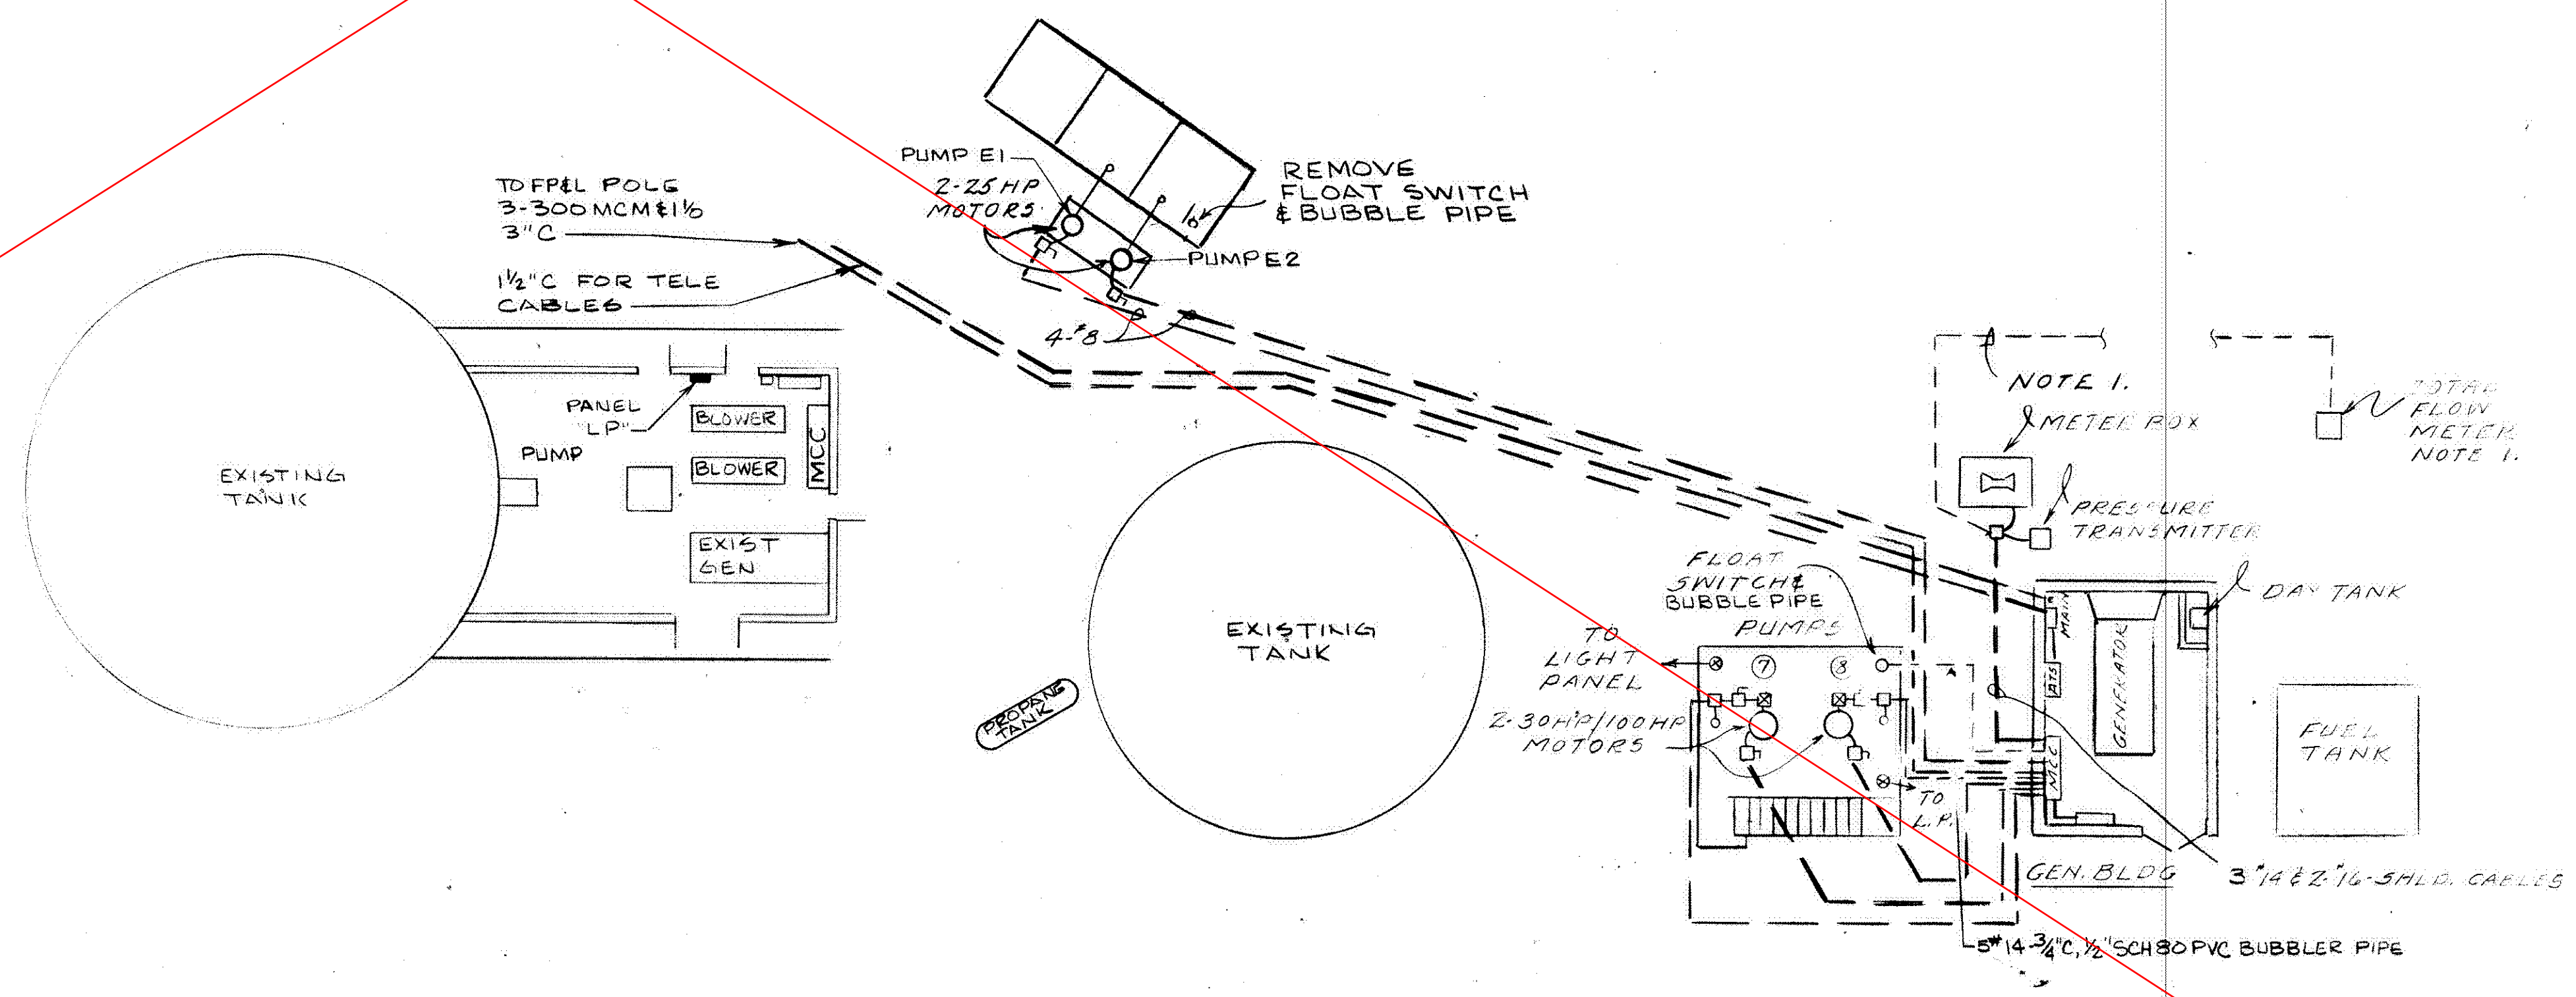 PUMP E1
2-25 HP
MOTORS
REMOVE
FLOAT SWITCH
& BUBBLE PIPE
PUMP E2
TO FP&L POLE
3-300 MCM & 1 1/0
3"C
1½"C FOR TELE
CABLES
4-#8
PANEL
"LP"
PUMP
BLOWER
BLOWER
MCC
EXIST
GEN
EXISTING
TANK
EXISTING
TANK
PROPANE
TANK
NOTE 1.
METER BOX
TOTAL
FLOW
METER
NOTE 1.
PRESSURE
TRANSMITTER
DAY TANK
FLOAT
SWITCH &
BUBBLE PIPE
PUMPS
TO
LIGHT
PANEL
7
8
2-30HP/100HP
MOTORS
TO
L.P.
MAIN
ATS
MCC
GENERATOR
FUEL
TANK
GEN. BLDG
3#14 & 2-#16-SHLD. CABLES
5#14-¾"C, ½"SCH 80 PVC BUBBLER PIPE